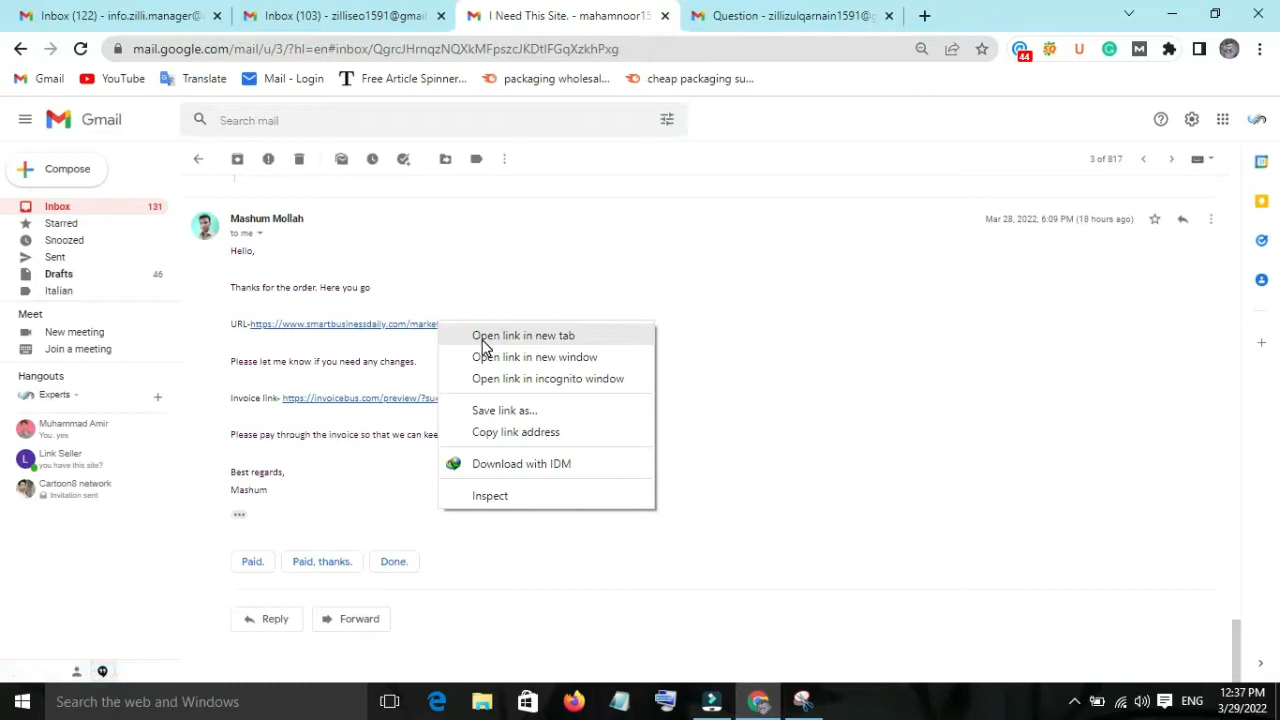 Inbox (122) - info.zilli.manager@
Inbox (103) - zilliseo1591@gmail
I Need This Site. - mahamnoor15
Question - zillizulqarnain1591@g
mail.google.com/mail/u/3/?hl=en#inbox/QgrcJHrnqzNQXkMFpszcJKDtlFGqXzkhPxg
44
Gmail
YouTube
Translate
Mail - Login
Free Article Spinner...
packaging wholesal...
cheap packaging su...
Gmail
Search mail
Compose
3 of 817
Inbox 131
Starred
Snoozed
Sent
Drafts 46
Italian
Meet
New meeting
Join a meeting
Hangouts
Experts
Muhammad Amir
You: yes
Link Seller
you have this site?
Cartoon8 network
Invitation sent
Mashum Mollah
to me
Mar 28, 2022, 6:09 PM (18 hours ago)
Hello,
Thanks for the order. Here you go
URL-https://www.smartbusinessdaily.com/market
Please let me know if you need any changes.
Invoice link- https://invoicebus.com/preview/?su
Please pay through the invoice so that we can kee
Best regards,
Mashum
Open link in new tab
Open link in new window
Open link in incognito window
Save link as...
Copy link address
Download with IDM
Inspect
Paid.
Paid, thanks.
Done.
Reply
Forward
Search the web and Windows
ENG
12:37 PM
3/29/2022